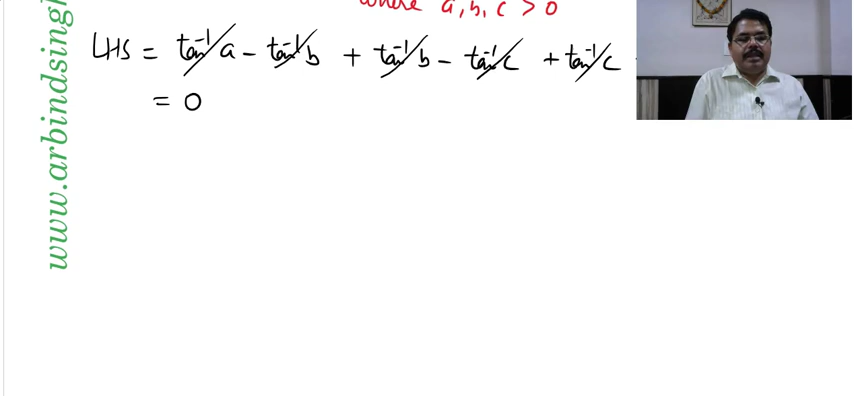 where a, b, c > 0
LHS = tan⁻¹a - tan⁻¹b + tan⁻¹b - tan⁻¹c + tan⁻¹c
= 0
www.arbindsingh